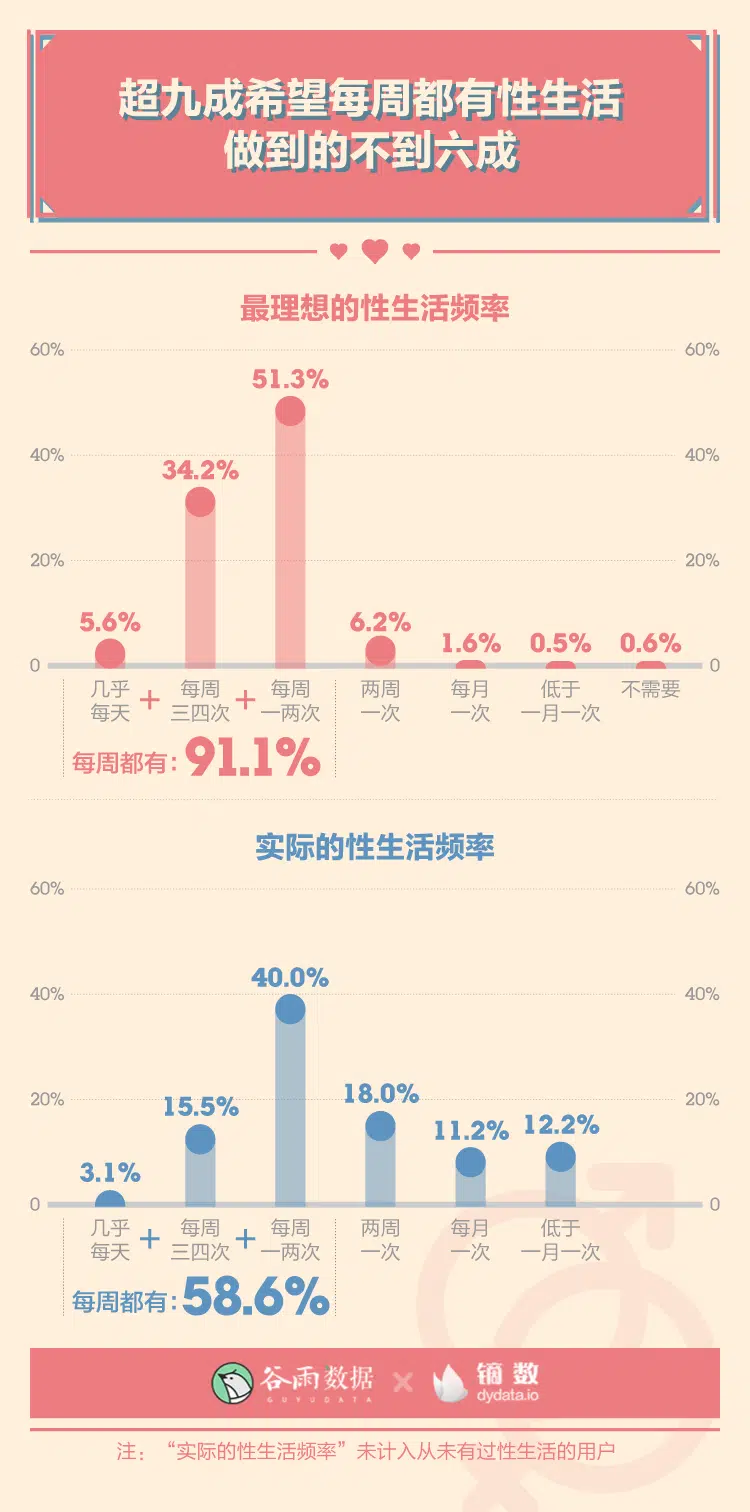 超九成希望每周都有性生活
做到的不到六成
最理想的性生活频率
60% 60%
51.3%
40% 40%
34.2%
20% 20%
5.6% 6.2% 1.6% 0.5% 0.6%
0 0
几乎 每周 每周 两周 每月 低于 不需要
每天 + 三四次 + 一两次 一次 一次 一月一次
每周都有：91.1%
实际的性生活频率
60% 60%
40.0%
40% 40%
20% 20%
15.5% 18.0%
11.2% 12.2%
3.1%
0 0
几乎 每周 每周 两周 每月 低于
每天 + 三四次 + 一两次 一次 一次 一月一次
每周都有：58.6%
谷雨数据 × 镝数
GUYUDATA dydata.io
注：“实际的性生活频率”未计入从未有过性生活的用户